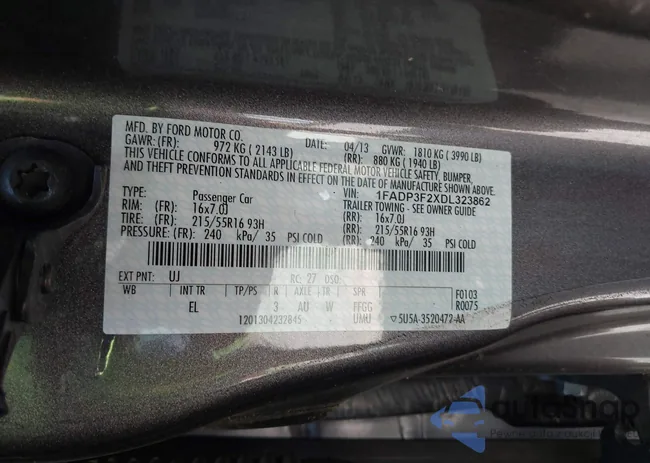 MFD. BY FORD MOTOR CO.
DATE: 04/13 GVWR: 1810 KG ( 3990 LB)
GAWR: (FR): 972 KG ( 2143 LB) (RR): 880 KG ( 1940 LB)
THIS VEHICLE CONFORMS TO ALL APPLICABLE FEDERAL MOTOR VEHICLE SAFETY, BUMPER,
AND THEFT PREVENTION STANDARDS IN EFFECT ON THE DATE OF MANUFACTURE SHOWN ABOVE.
VIN: 1FADP3F2XDL323862
TYPE: Passenger Car TRAILER TOWING - SEE OWNER GUIDE
RIM: (FR): 16x7.0J (RR): 16x7.0J
TIRE: (FR): 215/55R16 93H (RR): 215/55R16 93H
PRESSURE: (FR): 240 kPa/ 35 PSI COLD (RR): 240 kPa/ 35 PSI COLD
EXT PNT: UJ RC: 27 DSO:
WB INT TR TP/PS R AXLE TR SPR F0103
EL 3 AU W FFGG R0075
1201304232845 UMU 5U5A-3520472-AA
autoshop